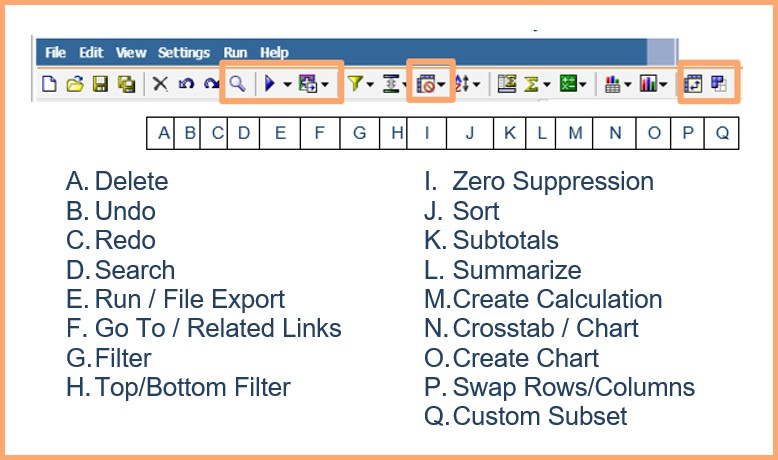 File Edit View Settings Run Help
A B C D E F G H I J K L M N O P Q
A. Delete
B. Undo
C. Redo
D. Search
E. Run / File Export
F. Go To / Related Links
G. Filter
H. Top/Bottom Filter
I. Zero Suppression
J. Sort
K. Subtotals
L. Summarize
M. Create Calculation
N. Crosstab / Chart
O. Create Chart
P. Swap Rows/Columns
Q. Custom Subset